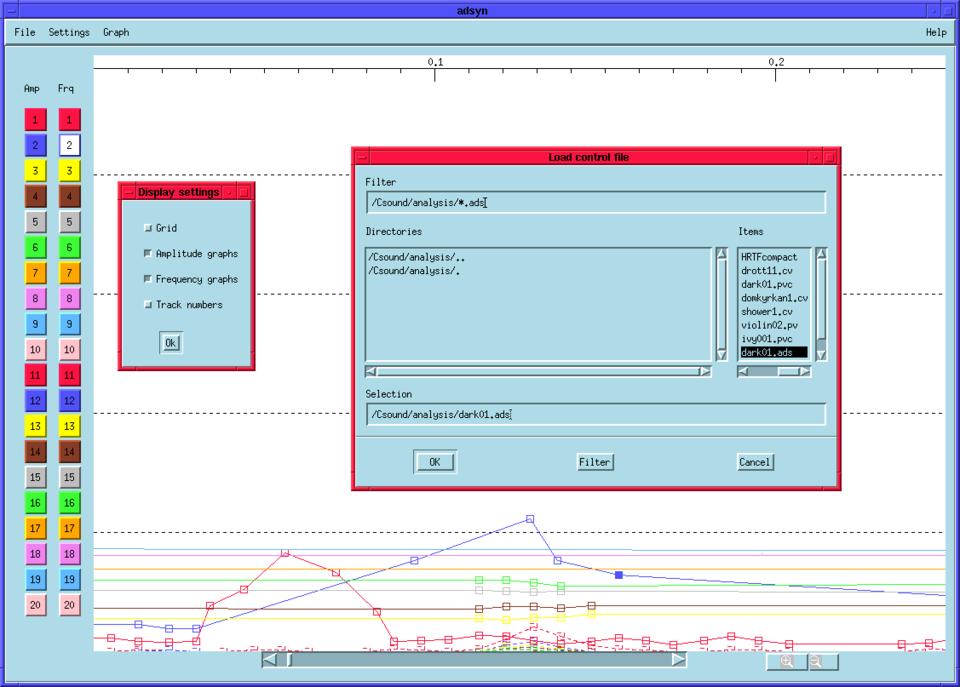 adsyn
File Settings Graph Help
0.1 0.2
Amp Frq
1 1
2 2
3 3
4 4
5 5
6 6
7 7
8 8
9 9
10 10
11 11
12 12
13 13
14 14
15 15
16 16
17 17
18 18
19 19
20 20
Display settings
Grid
Amplitude graphs
Frequency graphs
Track numbers
Ok
Load control file
Filter
/Csound/analysis/*.ads
Directories
/Csound/analysis/..
/Csound/analysis/.
Items
HRTFcompact
drott11.cv
dark01.pvc
domkyrkan1.cv
shower1.cv
violin02.pv
ivy001.pvc
dark01.ads
Selection
/Csound/analysis/dark01.ads
OK Filter Cancel